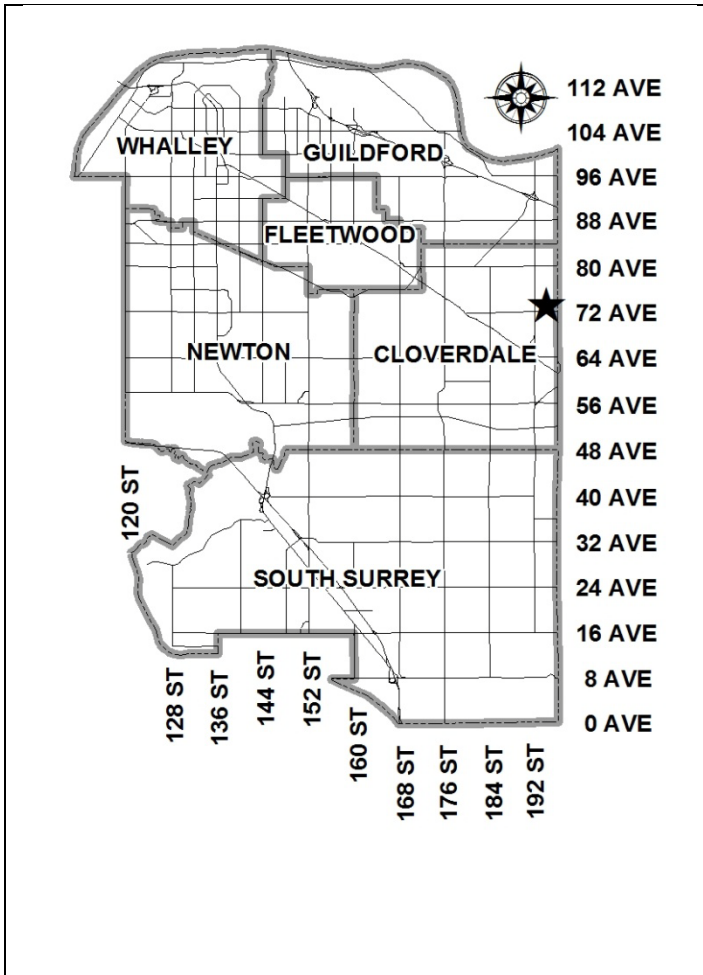 112 AVE
104 AVE
WHALLEY
GUILDFORD
96 AVE
88 AVE
FLEETWOOD
80 AVE
72 AVE
NEWTON
CLOVERDALE
64 AVE
56 AVE
48 AVE
120 ST
40 AVE
32 AVE
SOUTH SURREY
24 AVE
16 AVE
8 AVE
0 AVE
128 ST
136 ST
144 ST
152 ST
160 ST
168 ST
176 ST
184 ST
192 ST